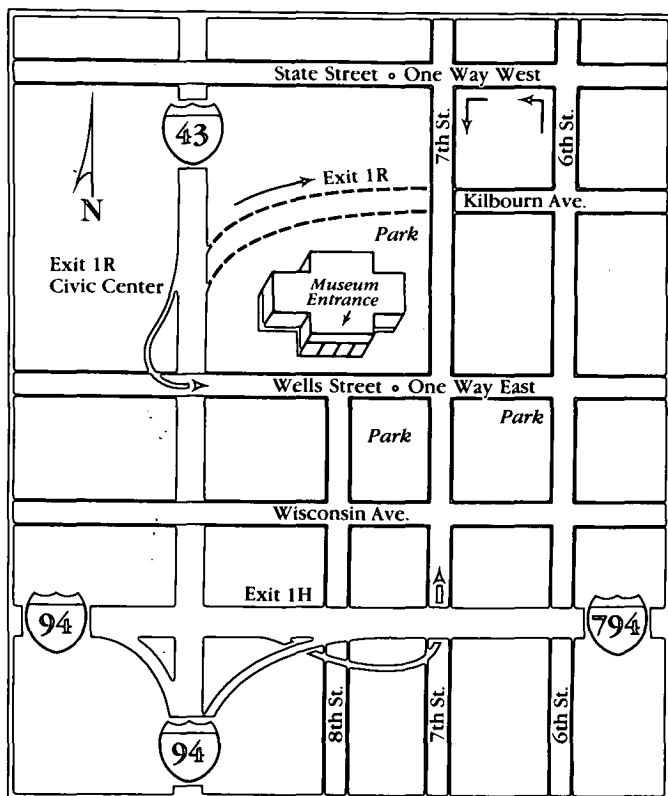 State Street ∘ One Way West
43
7th St.
6th St.
Exit 1R
N
Kilbourn Ave.
Park
Exit 1R
Civic Center
Museum
Entrance
Wells Street ∘ One Way East
Park
Park
Wisconsin Ave.
Exit 1H
94
794
8th St.
7th St.
6th St.
94